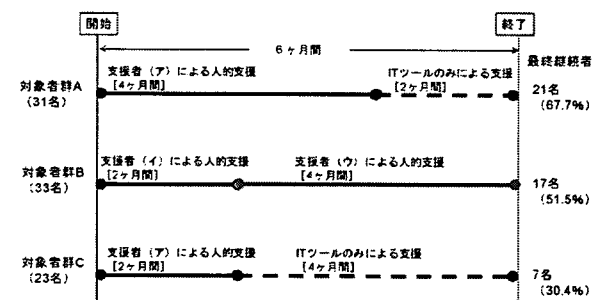 開始
終了
6ヶ月間
最終継続者
支援者(ア)による人的支援
[4ヶ月間]
ITツールのみによる支援
[2ヶ月間]
対象者群A
(31名)
21名
(67.7%)
支援者(イ)による人的支援
[2ヶ月間]
支援者(ウ)による人的支援
[4ヶ月間]
対象者群B
(33名)
17名
(51.5%)
支援者(ア)による人的支援
[2ヶ月間]
ITツールのみによる支援
[4ヶ月間]
対象者群C
(23名)
7名
(30.4%)